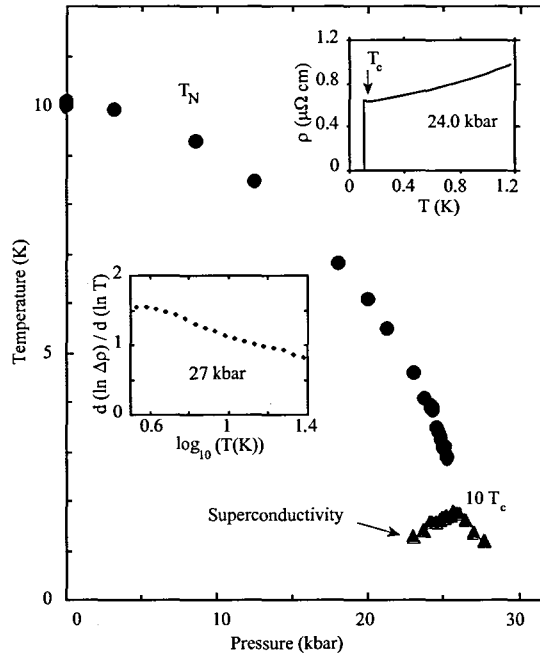 1.2
0.8
0.4
0
ρ (μΩ cm)
T_c
24.0 kbar
0 0.4 0.8 1.2
T (K)
T_N
10
5
0
Temperature (K)
2
1
0
d (ln Δρ) / d (ln T)
27 kbar
0.6 1 1.4
log_10 (T(K))
10 T_c
Superconductivity
0 10 20 30
Pressure (kbar)